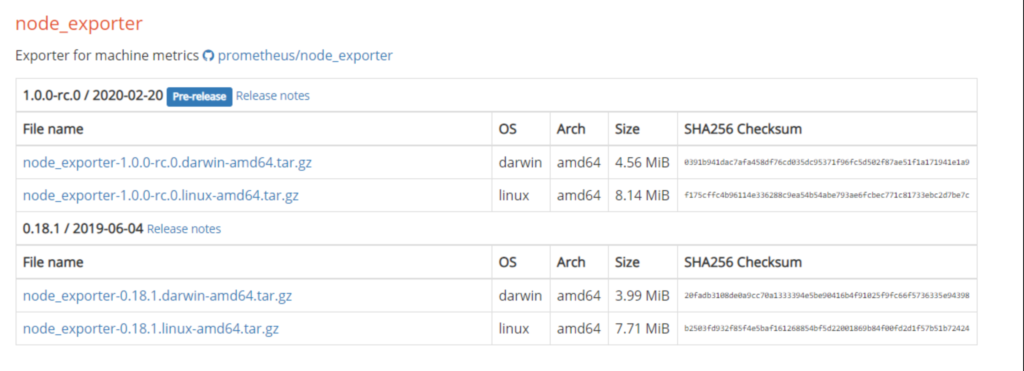 node_exporter
Exporter for machine metrics prometheus/node_exporter
1.0.0-rc.0 / 2020-02-20 Pre-release Release notes
File name OS Arch Size SHA256 Checksum
node_exporter-1.0.0-rc.0.darwin-amd64.tar.gz darwin amd64 4.56 MiB 0391b941dac7afa458df76cd035dc95371f96fc5d502f87ae51f1a171941e1a9
node_exporter-1.0.0-rc.0.linux-amd64.tar.gz linux amd64 8.14 MiB f175cffc4b96114e336288c9ea54b54abe793ae6fcbec771c81733ebc2d7be7c
0.18.1 / 2019-06-04 Release notes
File name OS Arch Size SHA256 Checksum
node_exporter-0.18.1.darwin-amd64.tar.gz darwin amd64 3.99 MiB 20fadb3108de0a9cc70a1333394e5be90416b4f91025f9fc66f5736335e94398
node_exporter-0.18.1.linux-amd64.tar.gz linux amd64 7.71 MiB b2503fd932f85f4e5baf161268854bf5d22001869b84f00fd2d1f57b51b72424